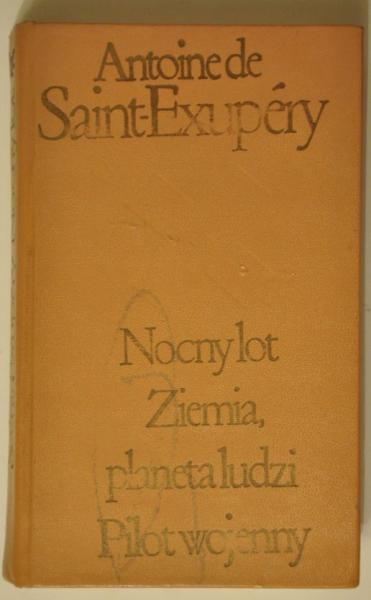 Antoine de
Saint-Exupéry
Nocny lot
Ziemia,
planeta ludzi
Pilot wojenny